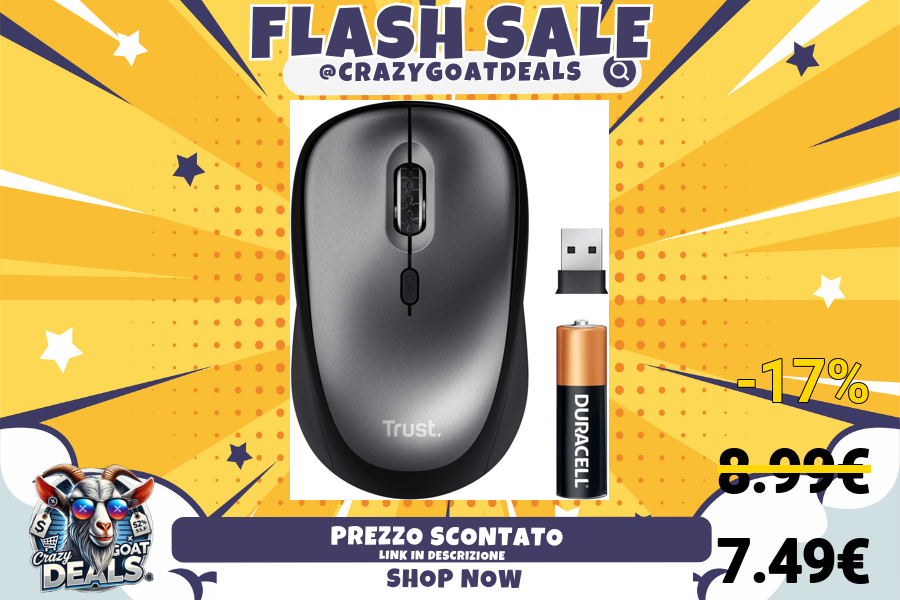 FLASH SALE
@CRAZYGOATDEALS
Trust.
DURACELL
-17%
8.99€
7.49€
PREZZO SCONTATO
LINK IN DESCRIZIONE
SHOP NOW
$
52%
Crazy
GOAT
DEALS